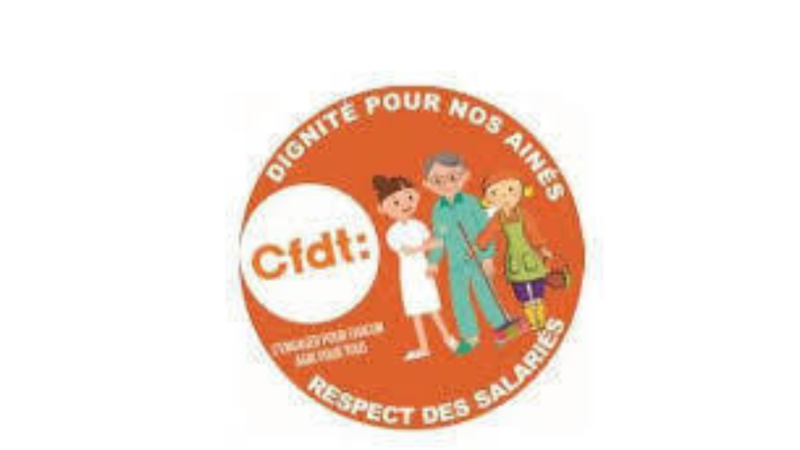 DIGNITÉ POUR NOS AINÉS
Cfdt:
S'ENGAGER POUR CHACUN
AGIR POUR TOUS
RESPECT DES SALARIÉS